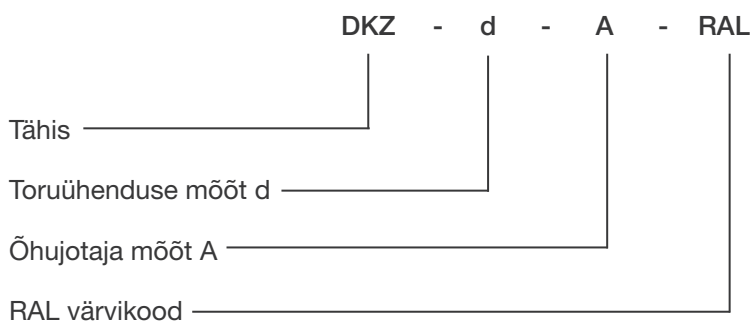 DKZ - d - A - RAL
Tähis
Toruühenduse mõõt d
Õhujotaja mõõt A
RAL värvikood